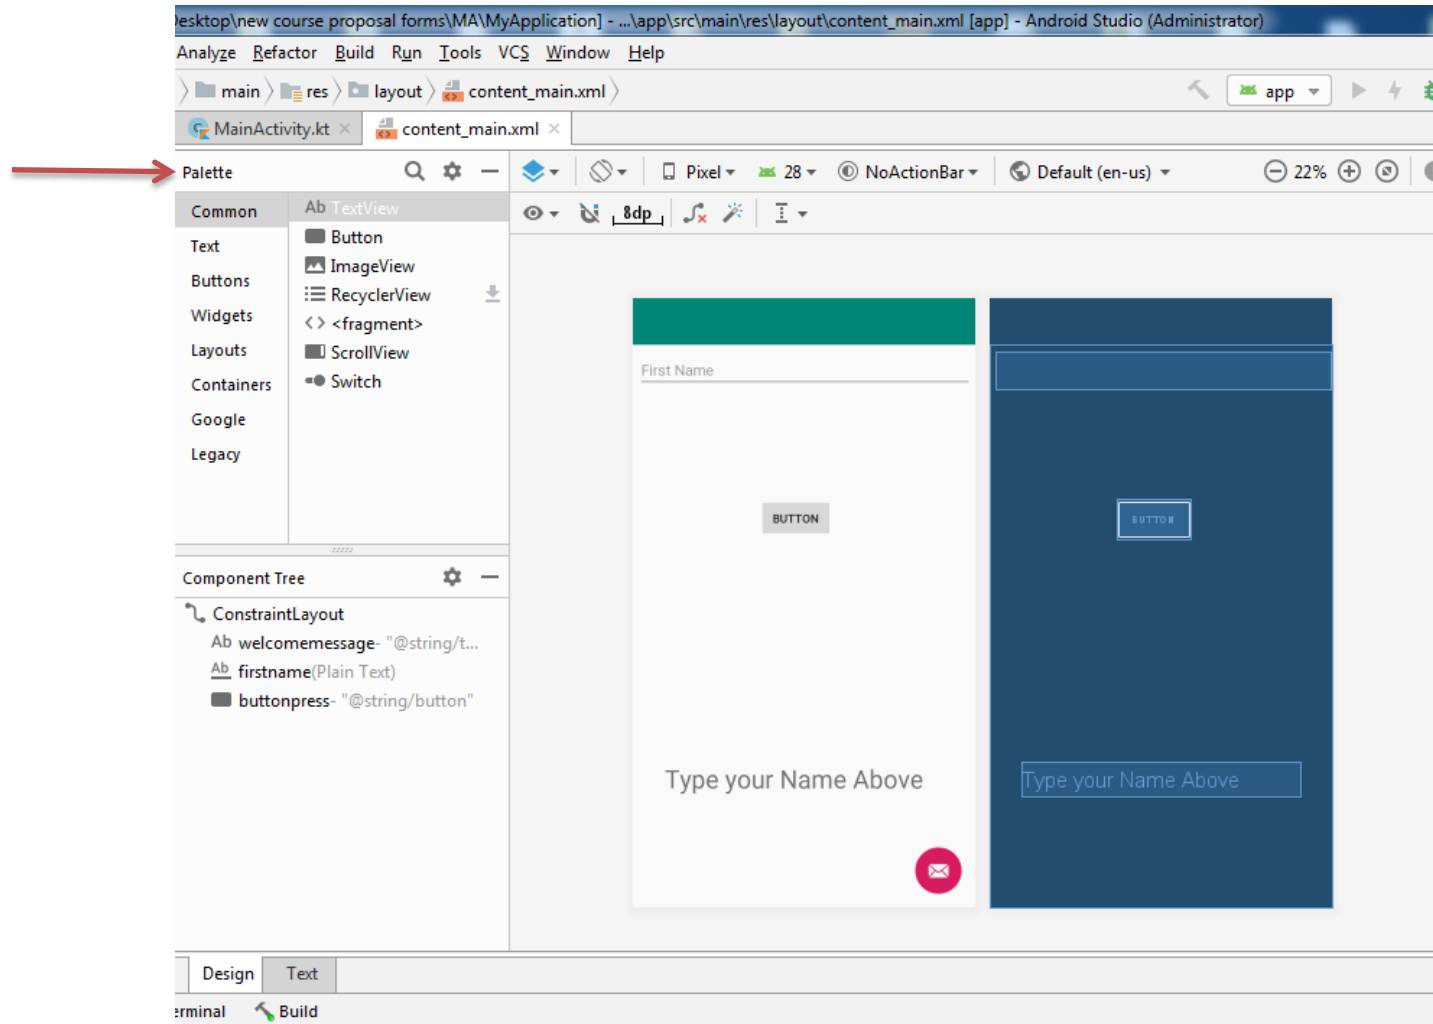 Desktop\new course proposal forms\MA\MyApplication] - ...\app\src\main\res\layout\content_main.xml [app] - Android Studio (Administrator)
Analyze Refactor Build Run Tools VCS Window Help
main res layout content_main.xml
app
MainActivity.kt content_main.xml
Palette
Pixel 28 NoActionBar Default (en-us) 22%
8dp
Common
Text
Buttons
Widgets
Layouts
Containers
Google
Legacy
Ab TextView
Button
ImageView
RecyclerView
<fragment>
ScrollView
Switch
First Name
BUTTON
BUTTON
Component Tree
ConstraintLayout
Ab welcomemessage- "@string/t...
Ab firstname(Plain Text)
buttonpress- "@string/button"
Type your Name Above
Type your Name Above
Design Text
erminal Build